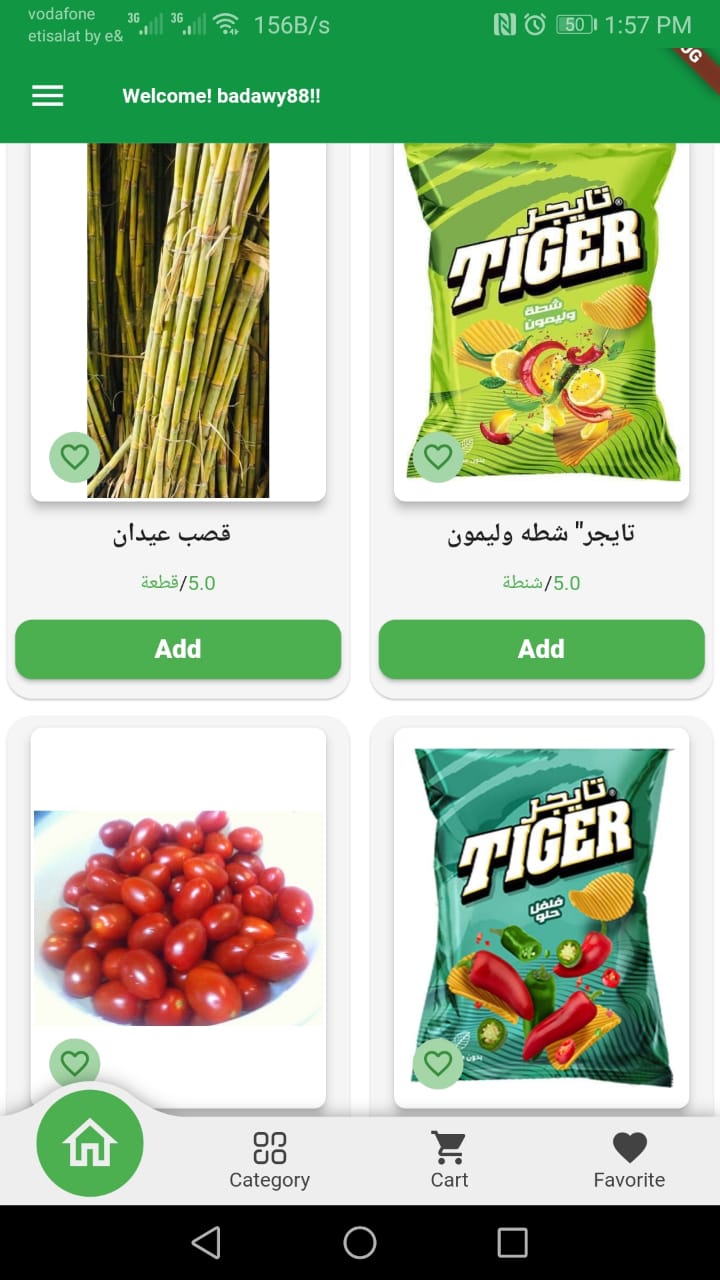 vodafone
etisalat by e&
3G
3G
156B/s
50
1:57 PM
Welcome! badawy88!!
تايجر
TIGER
شطة
وليمون
قصب عيدان
تايجر" شطه وليمون
5.0/قطعة
5.0/شنطة
Add
Add
تايجر
TIGER
فلفل
حلو
بدون
Category
Cart
Favorite